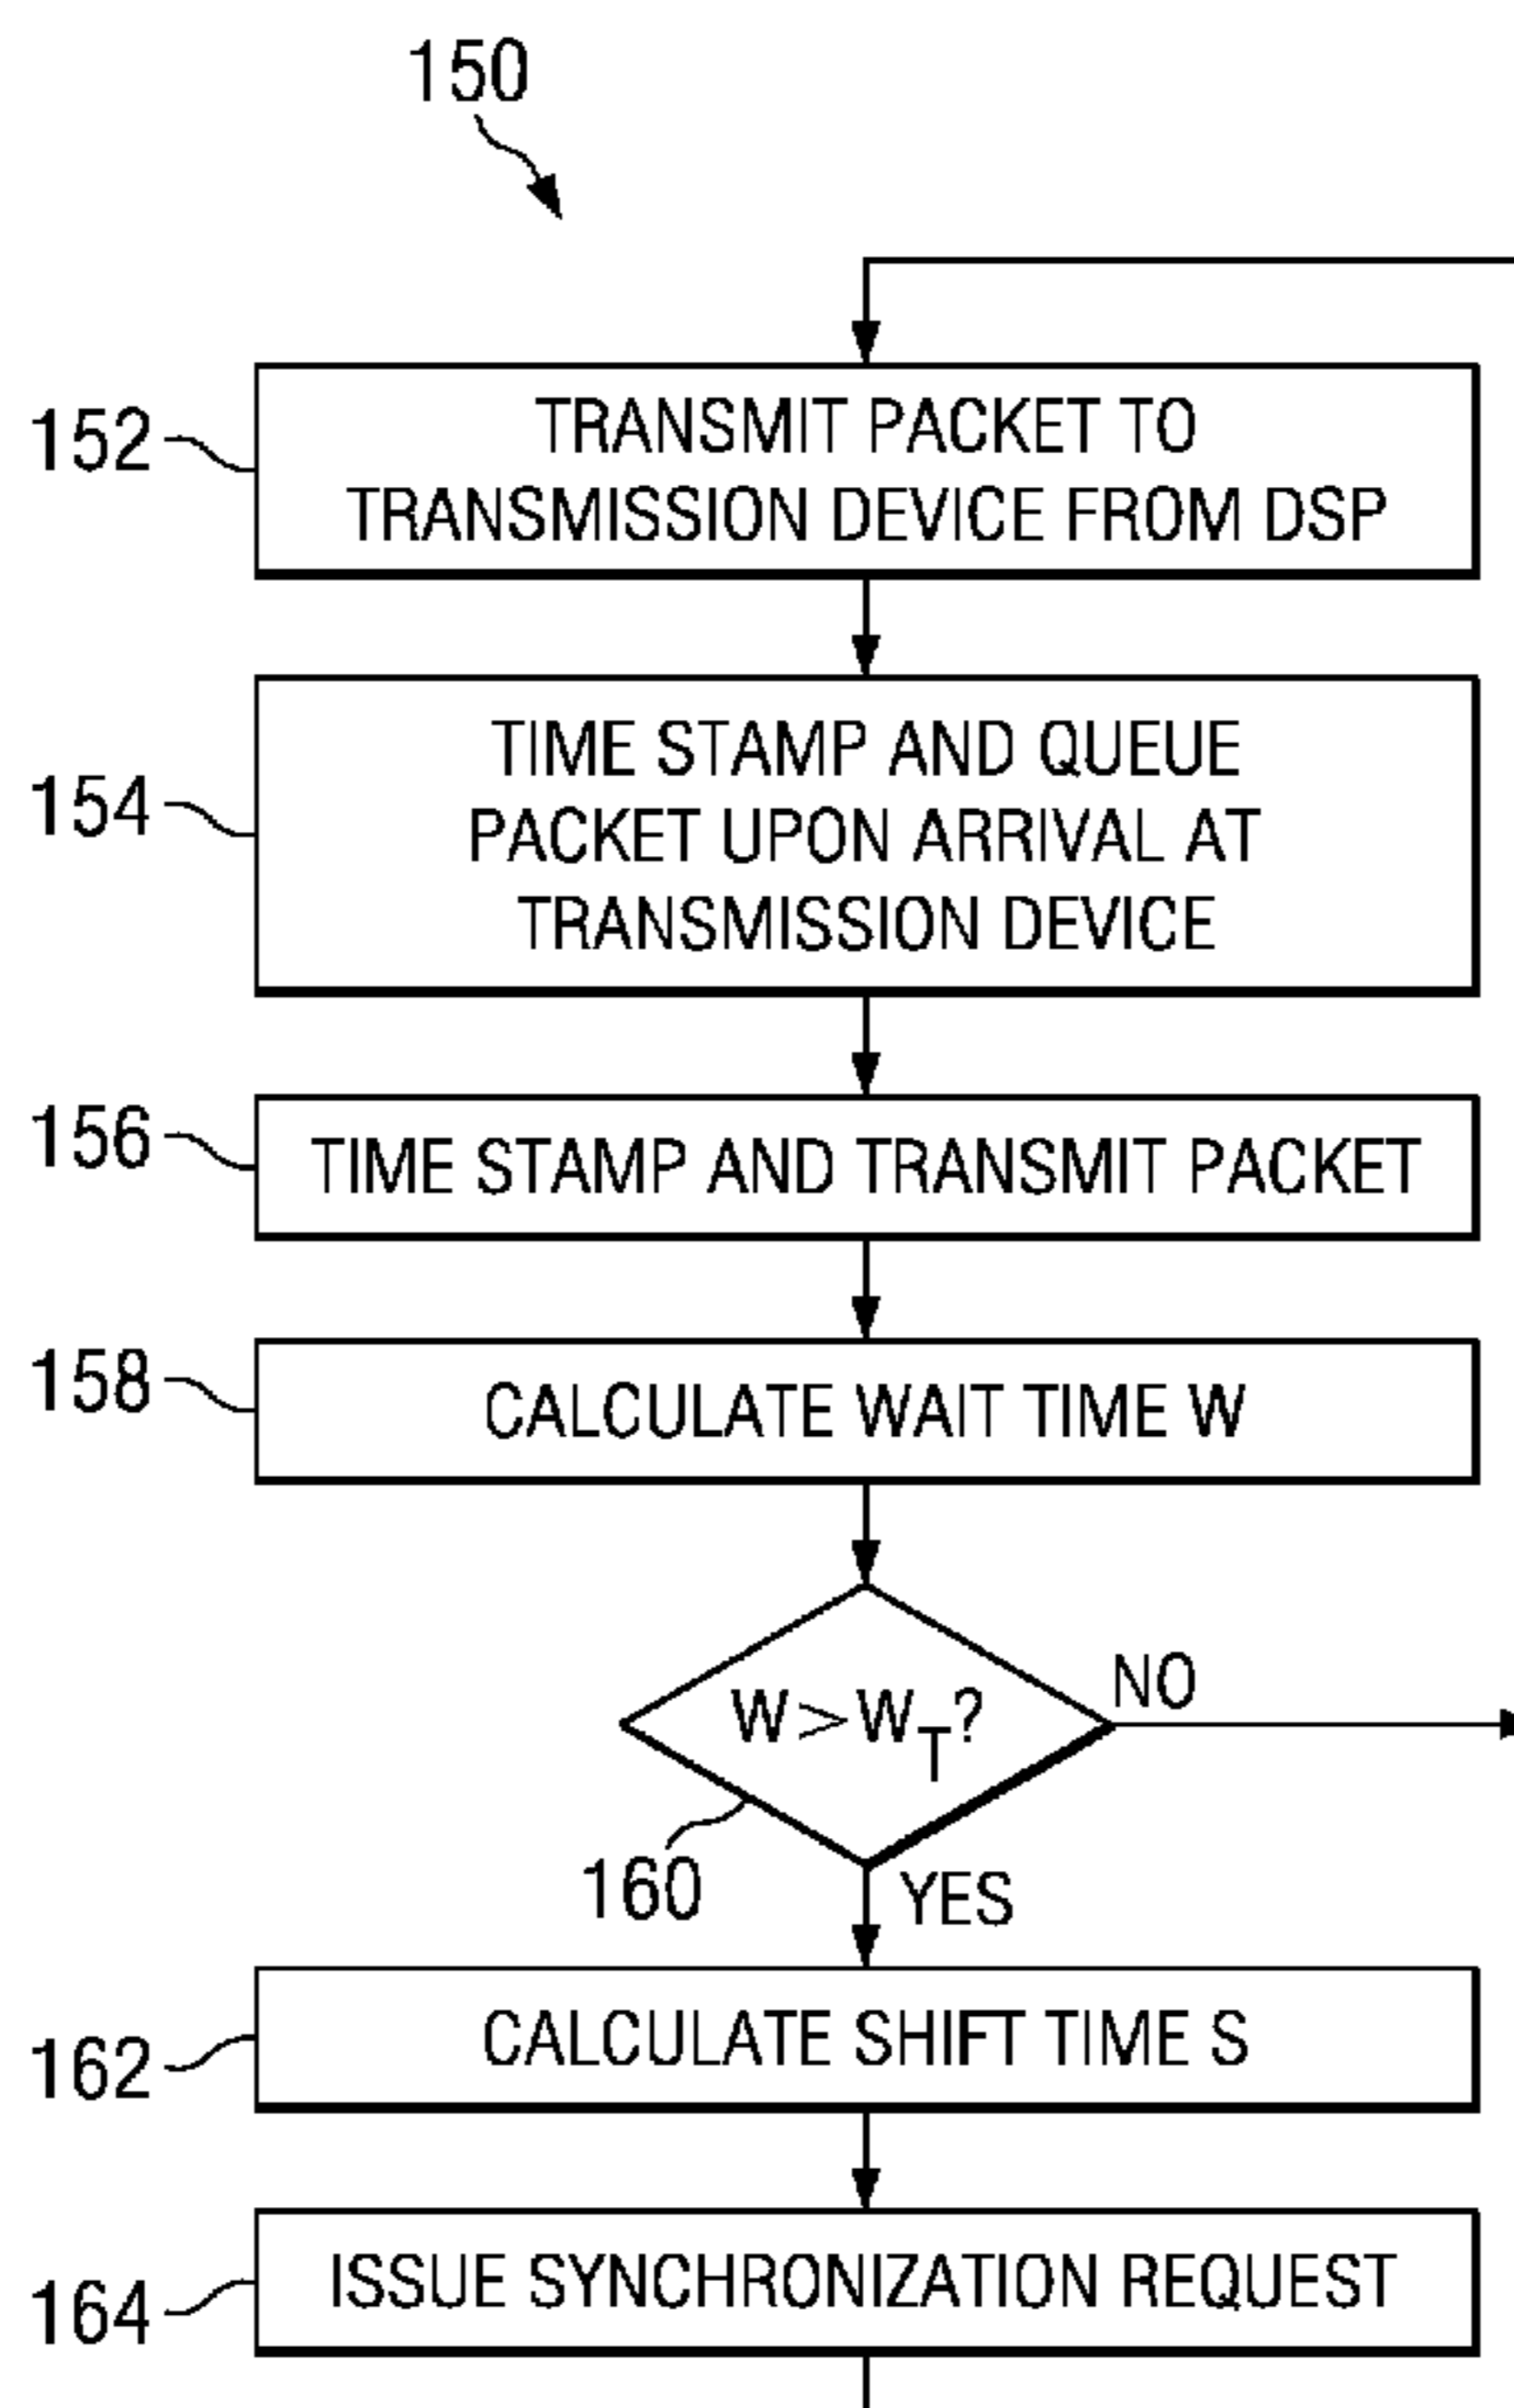 150
152
TRANSMIT PACKET TO
TRANSMISSION DEVICE FROM DSP
154
TIME STAMP AND QUEUE
PACKET UPON ARRIVAL AT
TRANSMISSION DEVICE
156
TIME STAMP AND TRANSMIT PACKET
158
CALCULATE WAIT TIME W
NO
W>WT?
160
YES
162
CALCULATE SHIFT TIME S
164
ISSUE SYNCHRONIZATION REQUEST